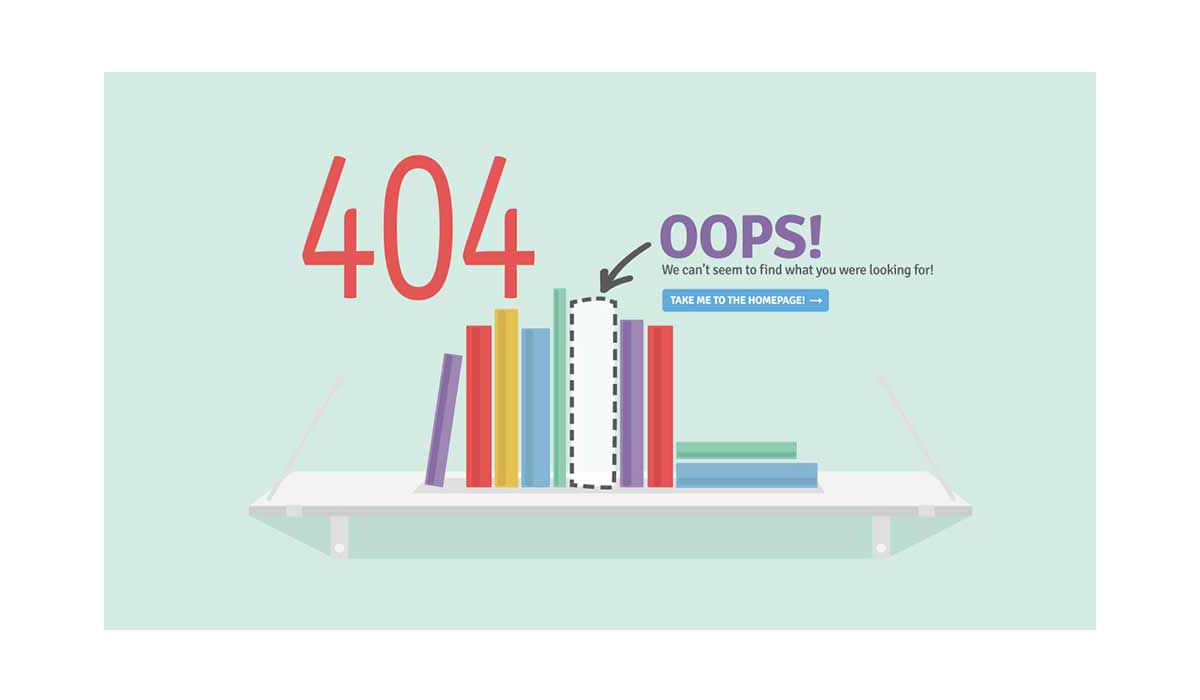 404
OOPS!
We can't seem to find what you were looking for!
TAKE ME TO THE HOMEPAGE! →